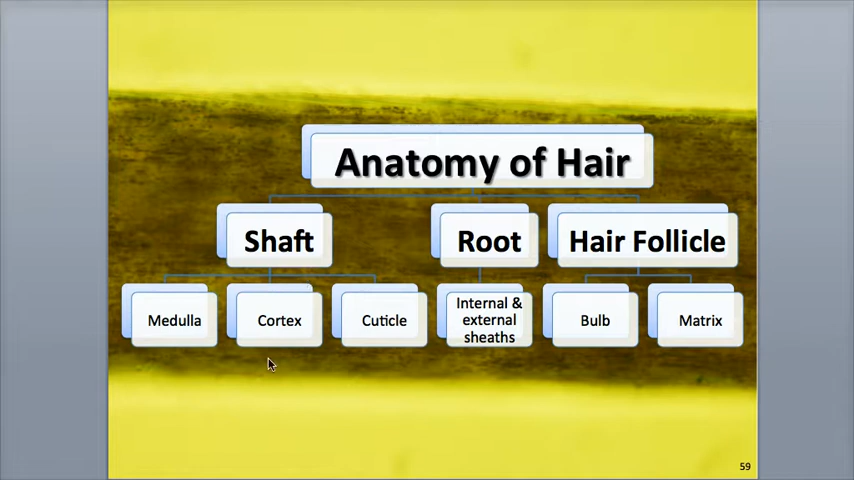 Anatomy of Hair
Shaft
Root
Hair Follicle
Medulla
Cortex
Cuticle
Internal &
external
sheaths
Bulb
Matrix
59